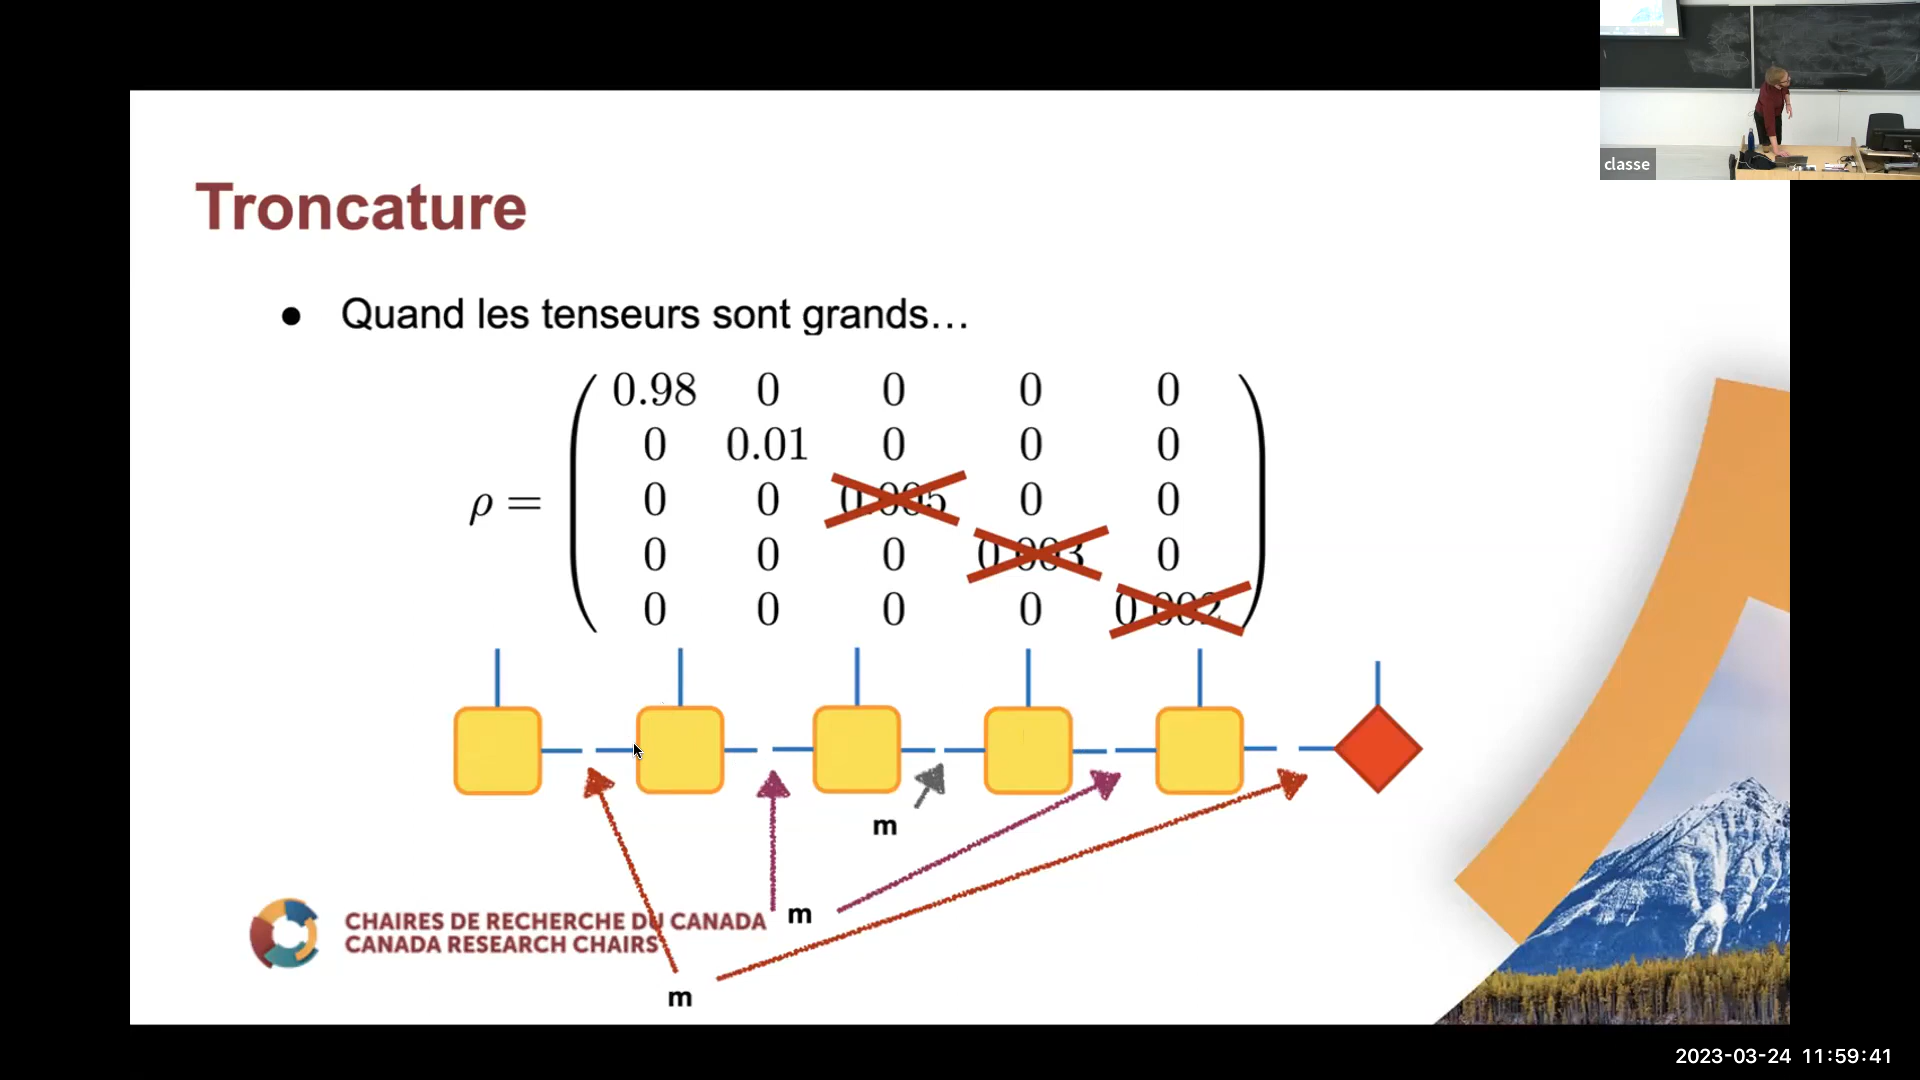 classe
Troncature
● Quand les tenseurs sont grands…
0.98 0 0 0 0
0 0.01 0 0 0
ρ = 0 0 0.005 0 0
0 0 0 0.003 0
0 0 0 0 0.002
m
m
CHAIRES DE RECHERCHE DU CANADA
CANADA RESEARCH CHAIRS
m
2023-03-24 11:59:41